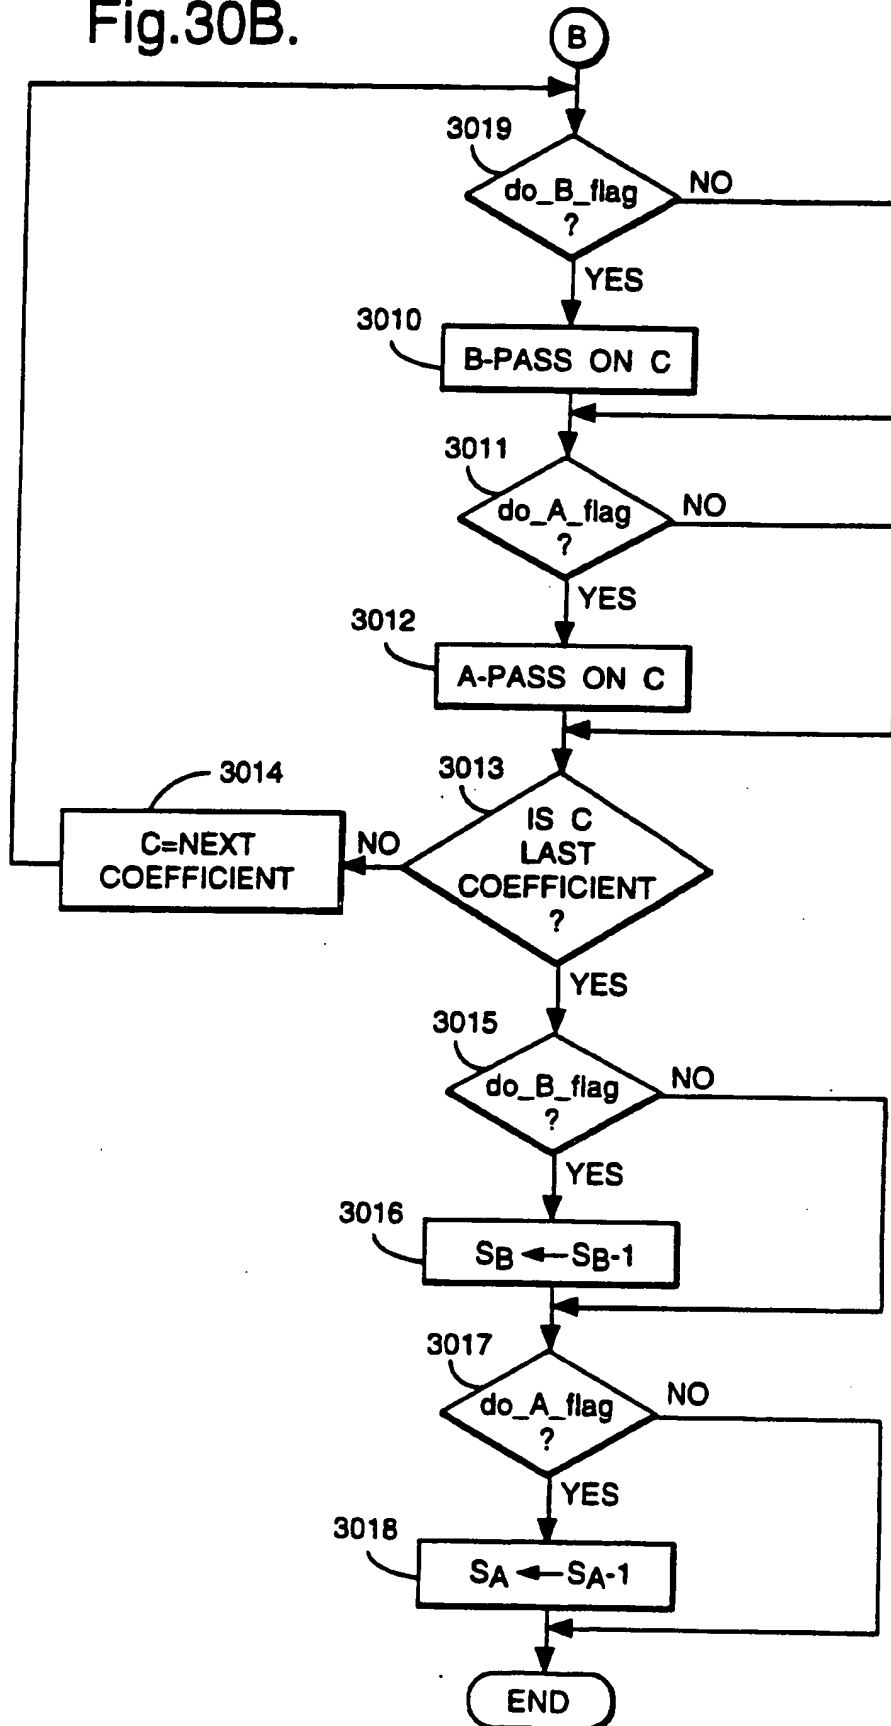 Fig.30B.
B
3019
do_B_flag
?
NO
YES
3010
B-PASS ON C
3011
do_A_flag
?
NO
YES
3012
A-PASS ON C
3014
C=NEXT
COEFFICIENT
NO
3013
IS C
LAST
COEFFICIENT
?
YES
3015
do_B_flag
?
NO
YES
3016
SB ← SB-1
3017
do_A_flag
?
NO
YES
3018
SA ← SA-1
END